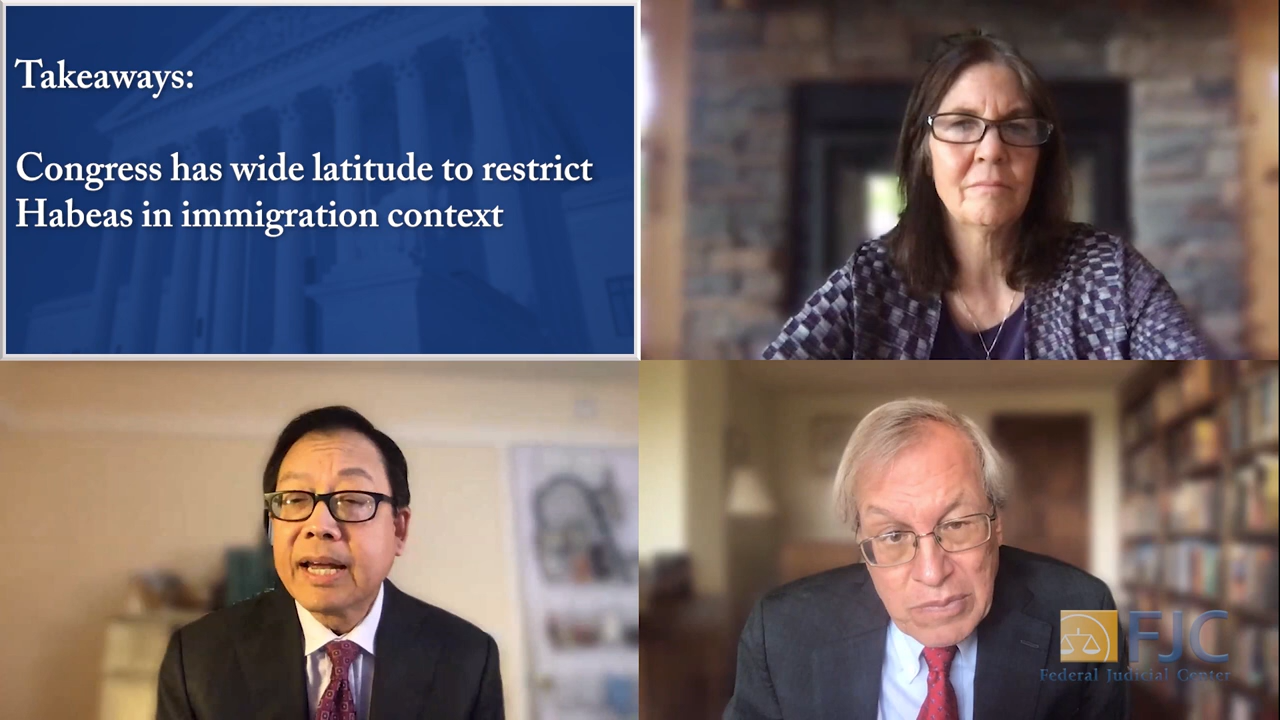 Takeaways:
Congress has wide latitude to restrict
Habeas in immigration context
FJC
Federal Judicial Center